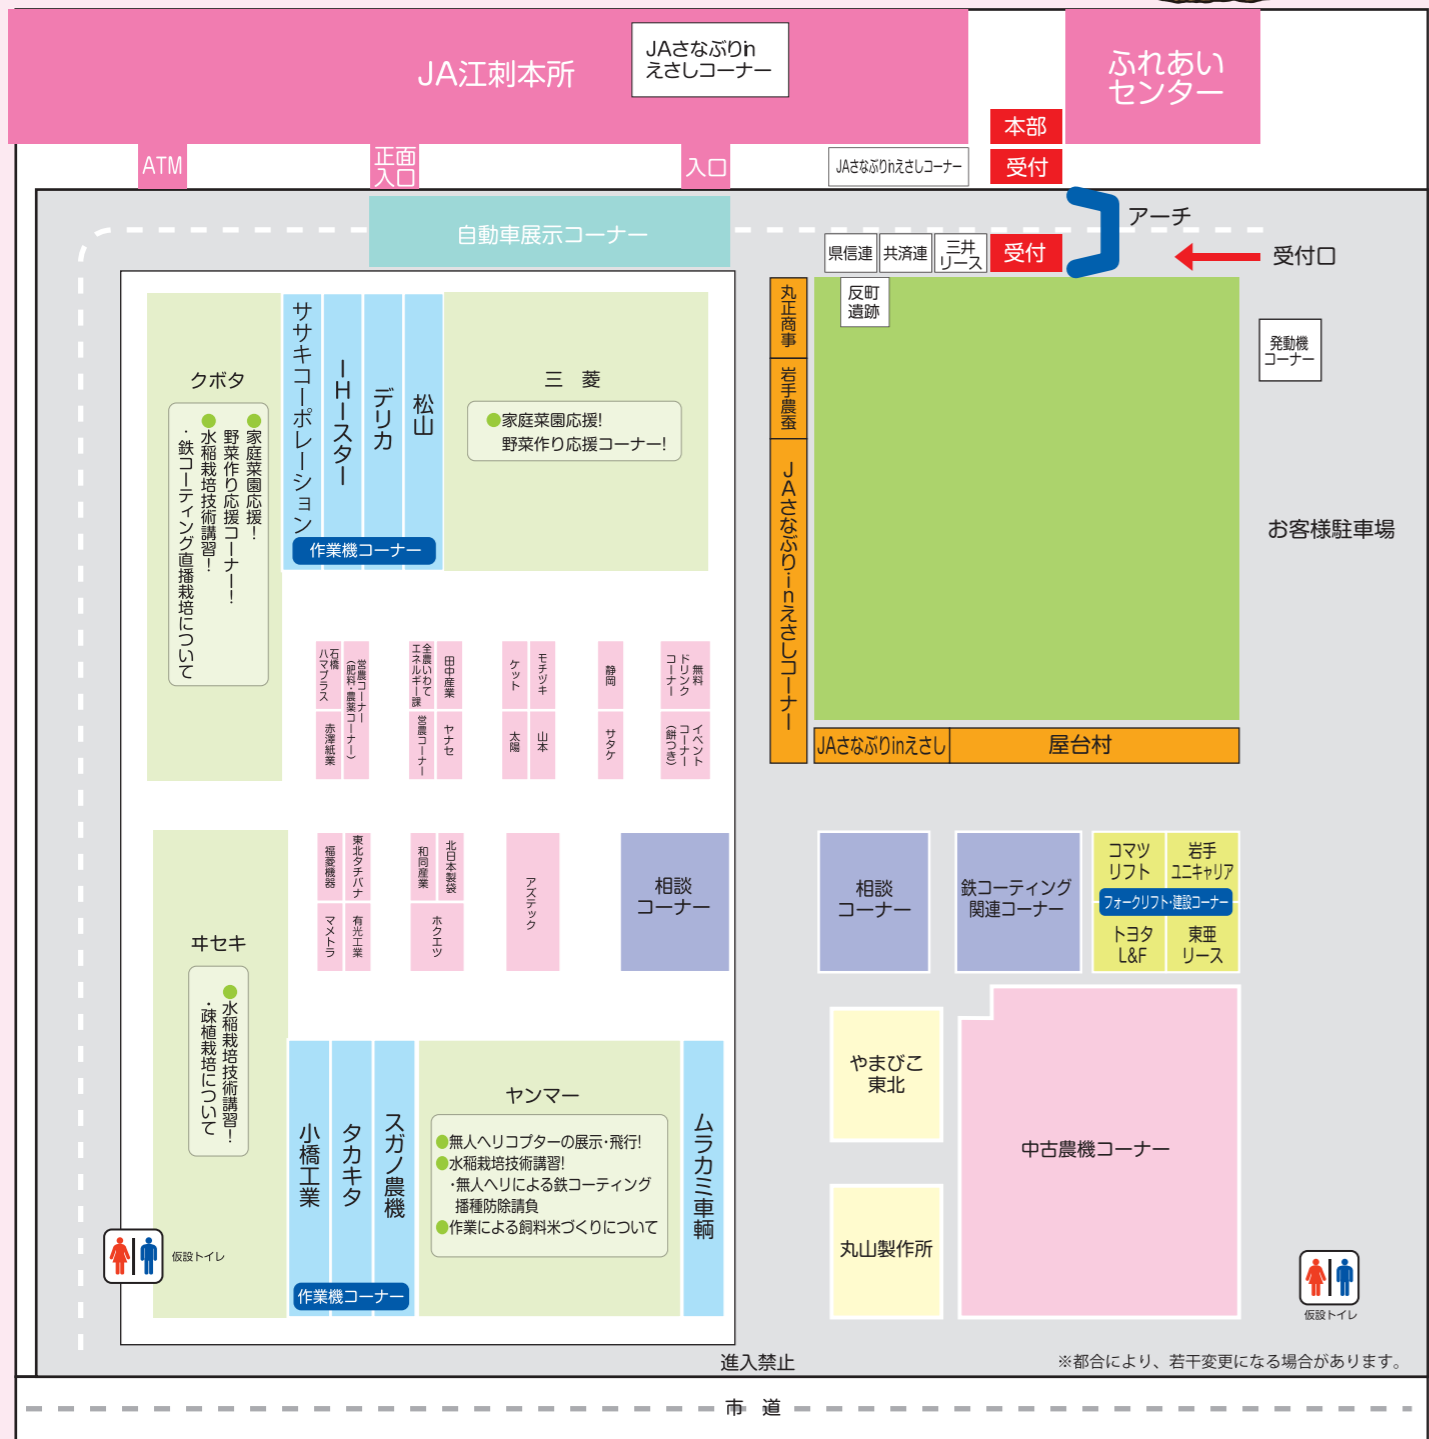 JA江刺本所
JAさなぶりin
えさしコーナー
ふれあい
センター
本部
ATM
正面
入口
入口
JAさなぶりinえさしコーナー
受付
自動車展示コーナー
アーチ
県信連
共済連
三井
リース
受付
受付口
反町
遺跡
丸正商事
岩手農蚕
JAさなぶりinえさしコーナー
発動機
コーナー
お客様駐車場
JAさなぶりinえさし
屋台村
クボタ
●家庭菜園応援!
野菜作り応援コーナー!
●水稲栽培技術講習!
・鉄コーティング直播栽培について
ササキコーポレーション
IHIスター
デリカ
松山
作業機コーナー
三 菱
●家庭菜園応援!
野菜作り応援コーナー!
石橋
ハマプラス
営農コーナー
(肥料・農薬コーナー)
赤澤紙業
全農いわて
エネルギー課
田中産業
営農コーナー
ヤナセ
ケット
モチヅキ
太陽
山本
静岡
サタケ
無料
ドリンク
コーナー
イベント
コーナー
(餅つき)
福菱機器
東北タチバナ
マメトラ
有光工業
和同産業
北日本製袋
ホクエツ
アズテック
相談
コーナー
相談
コーナー
鉄コーティング
関連コーナー
コマツ
リフト
岩手
ユニキャリア
フォークリフト・建設コーナー
トヨタ
L&F
東亜
リース
ヰセキ
●水稲栽培技術講習!
・疎植栽培について
小橋工業
タカキタ
スガノ農機
作業機コーナー
ヤンマー
●無人ヘリコプターの展示・飛行!
●水稲栽培技術講習!
・無人ヘリによる鉄コーティング
播種防除請負
●作業による飼料米づくりについて
ムラカミ車輌
やまびこ
東北
丸山製作所
中古農機コーナー
仮設トイレ
仮設トイレ
進入禁止
※都合により、若干変更になる場合があります。
市 道